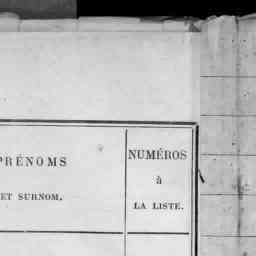 PRÉNOMS
ET SURNOM,
NUMÉROS
à
LA LISTE.